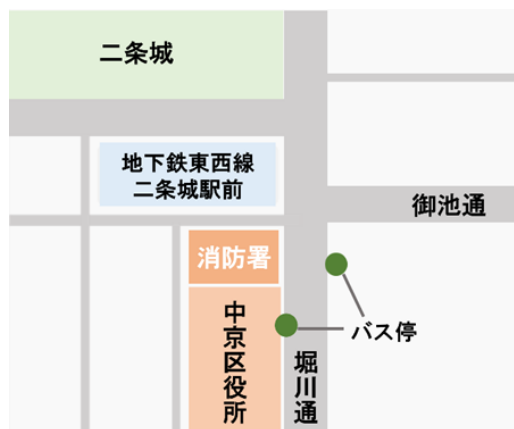 二条城
地下鉄東西線
二条城駅前
御池通
消防署
バス停
中京区役所
堀川通